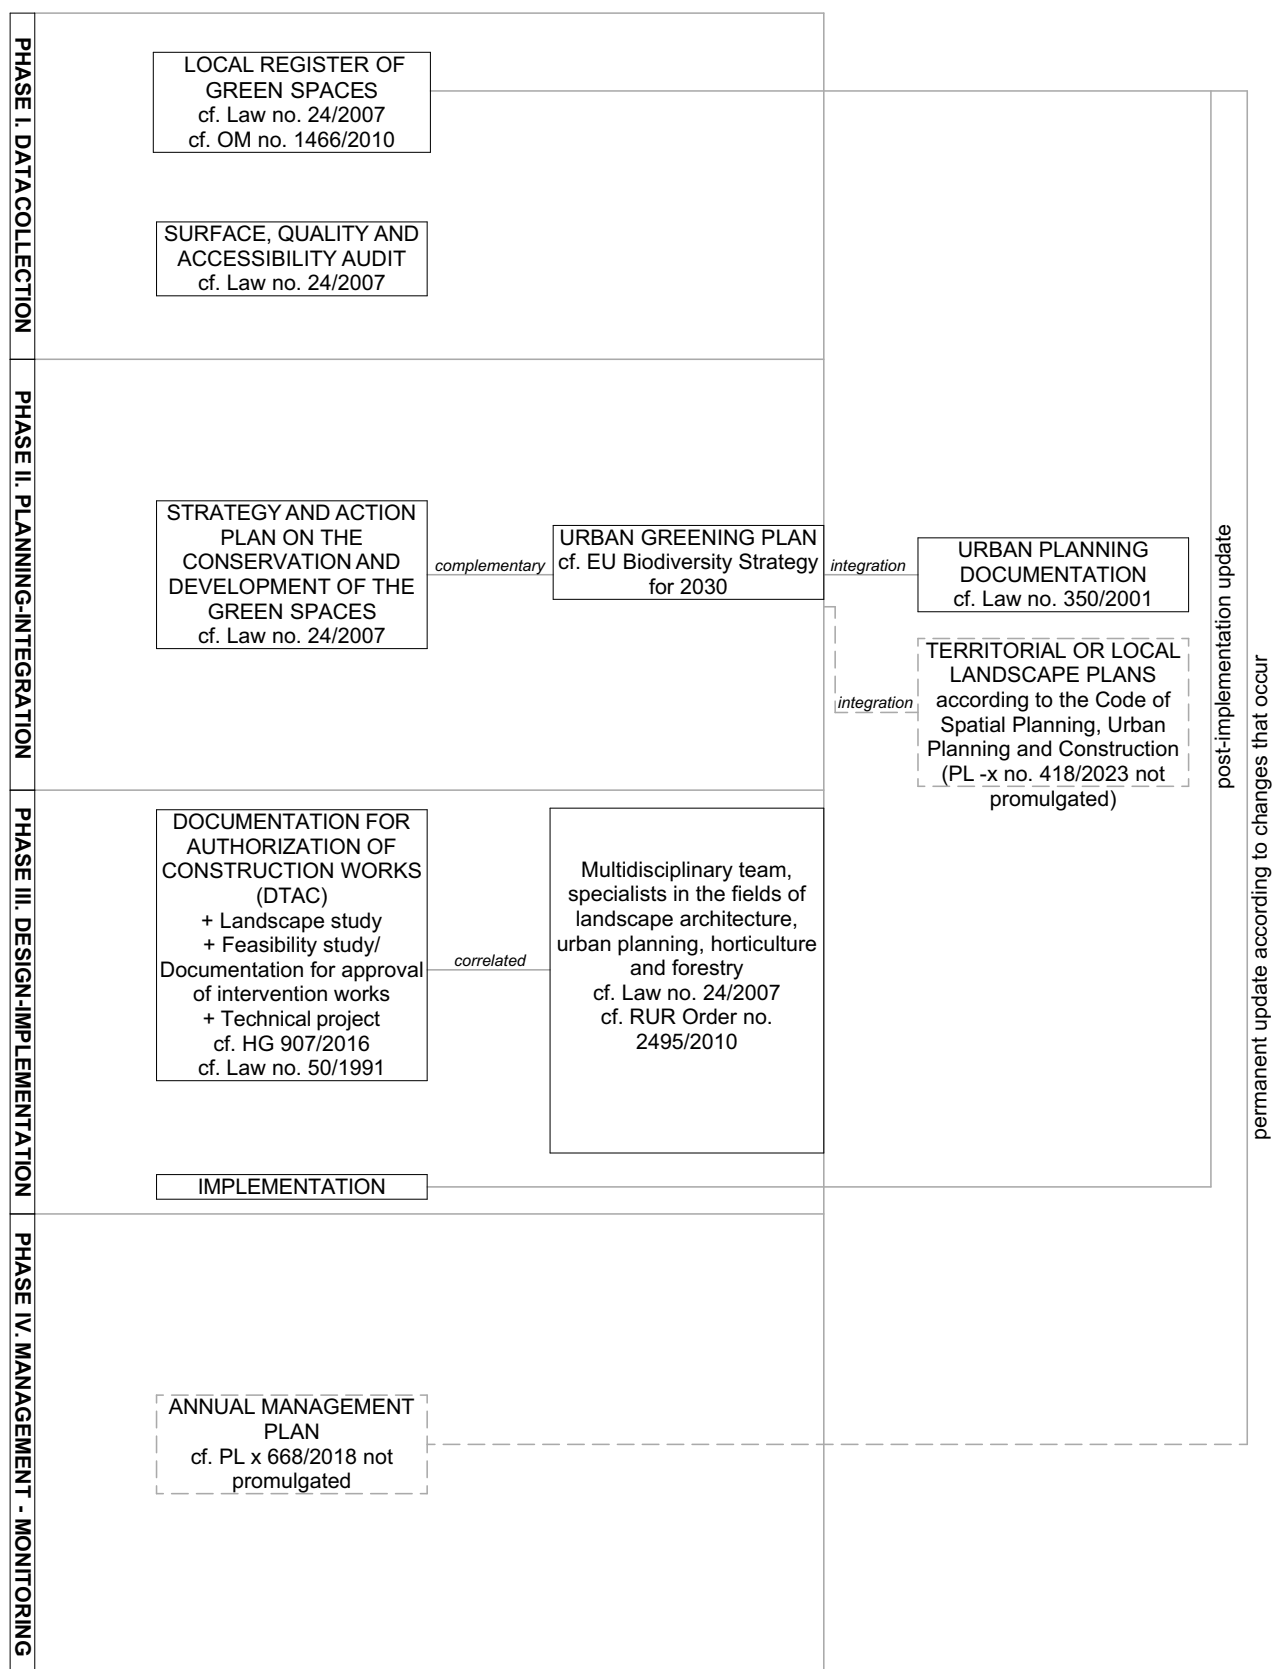 PHASE I. DATA COLLECTION
LOCAL REGISTER OF
GREEN SPACES
cf. Law no. 24/2007
cf. OM no. 1466/2010
SURFACE, QUALITY AND
ACCESSIBILITY AUDIT
cf. Law no. 24/2007
PHASE II. PLANNING-INTEGRATION
STRATEGY AND ACTION
PLAN ON THE
CONSERVATION AND
DEVELOPMENT OF THE
GREEN SPACES
cf. Law no. 24/2007
complementary
URBAN GREENING PLAN
cf. EU Biodiversity Strategy
for 2030
integration
URBAN PLANNING
DOCUMENTATION
cf. Law no. 350/2001
integration
TERRITORIAL OR LOCAL
LANDSCAPE PLANS
according to the Code of
Spatial Planning, Urban
Planning and Construction
(PL -x no. 418/2023 not
promulgated)
post-implementation update
permanent update according to changes that occur
PHASE III. DESIGN-IMPLEMENTATION
DOCUMENTATION FOR
AUTHORIZATION OF
CONSTRUCTION WORKS
(DTAC)
+ Landscape study
+ Feasibility study/
Documentation for approval
of intervention works
+ Technical project
cf. HG 907/2016
cf. Law no. 50/1991
correlated
Multidisciplinary team,
specialists in the fields of
landscape architecture,
urban planning, horticulture
and forestry
cf. Law no. 24/2007
cf. RUR Order no.
2495/2010
IMPLEMENTATION
PHASE IV. MANAGEMENT - MONITORING
ANNUAL MANAGEMENT
PLAN
cf. PL x 668/2018 not
promulgated